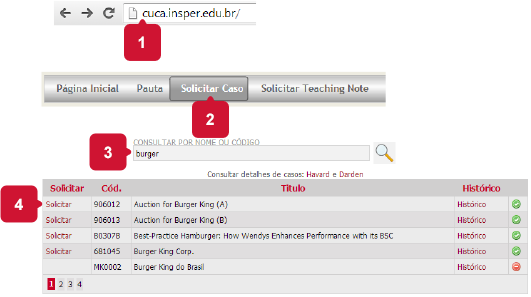 cuca.insper.edu.br/
1
Página Inicial Pauta Solicitar Caso Solicitar Teaching Note
2
CONSULTAR POR NOME OU CÓDIGO
3 burger
Consultar detalhes de casos: Havard e Darden
Solicitar Cód. Titulo Histórico
4 Solicitar 906012 Auction for Burger King (A) Histórico
Solicitar 906013 Auction for Burger King (B) Histórico
Solicitar B03078 Best-Practice Hamburger: How Wendys Enhances Performance with its BSC Histórico
Solicitar 681045 Burger King Corp. Histórico
MK0002 Burger King do Brasil Histórico
1 2 3 4